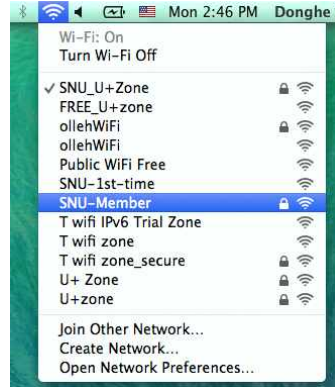 Mon 2:46 PM Donghe
Wi-Fi: On
Turn Wi-Fi Off
SNU_U+Zone
FREE_U+zone
ollehWiFi
ollehWiFi
Public WiFi Free
SNU-1st-time
SNU-Member
T wifi IPv6 Trial Zone
T wifi zone
T wifi zone_secure
U+ Zone
U+zone
Join Other Network...
Create Network...
Open Network Preferences...